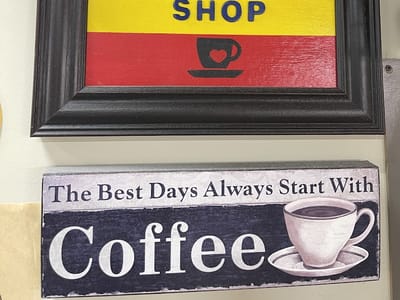 SHOP
The Best Days Always Start With
Coffee